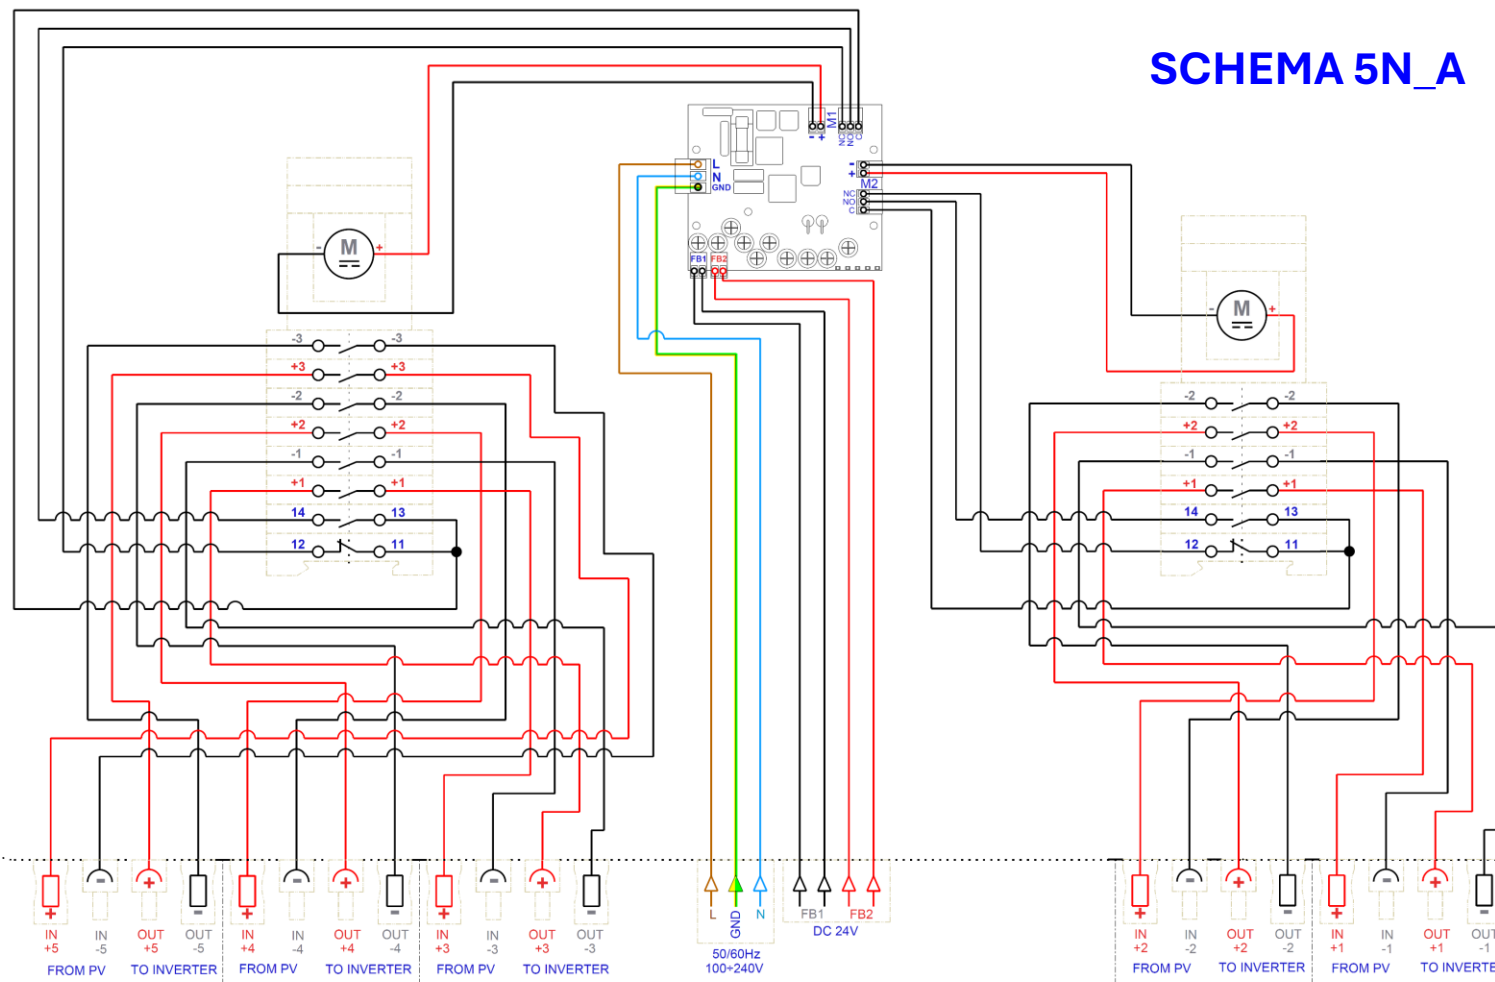 SCHEMA 5N_A
M1
- +
NC NO C
L
N
GND
-
+
M2
NC
NO
C
FB1 FB2
- M +
- M +
-3 -3
+3 +3
-2 -2
+2 +2
-1 -1
+1 +1
14 13
12 11
-2 -2
+2 +2
-1 -1
+1 +1
14 13
12 11
+ - + - + - + - + - + -
L GND N
FB1 FB2
DC 24V
50/60Hz
100÷240V
+ - + - + - + -
IN IN OUT OUT IN IN OUT OUT IN IN OUT OUT
+5 -5 +5 -5 +4 -4 +4 -4 +3 -3 +3 -3
FROM PV TO INVERTER FROM PV TO INVERTER FROM PV TO INVERTER
IN IN OUT OUT IN IN OUT OUT
+2 -2 +2 -2 +1 -1 +1 -1
FROM PV TO INVERTER FROM PV TO INVERTE